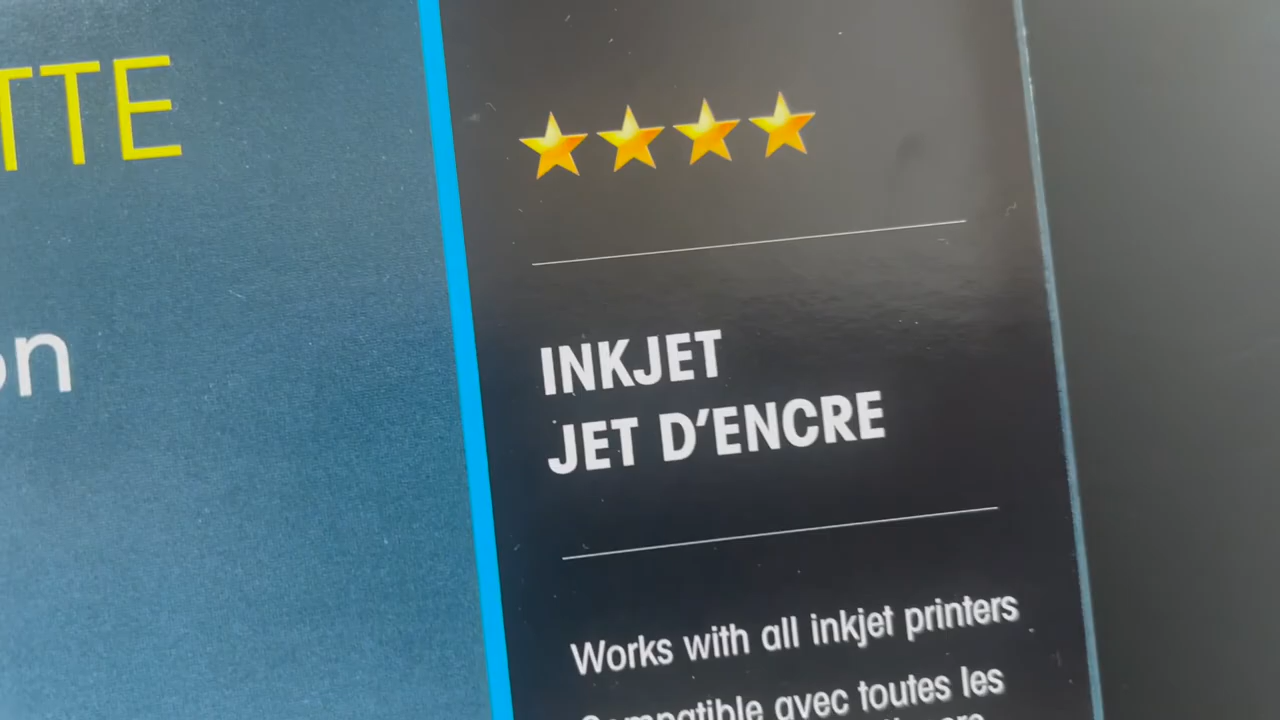 TTE
on
INKJET
JET D’ENCRE
Works with all inkjet printers
Compatible avec toutes les